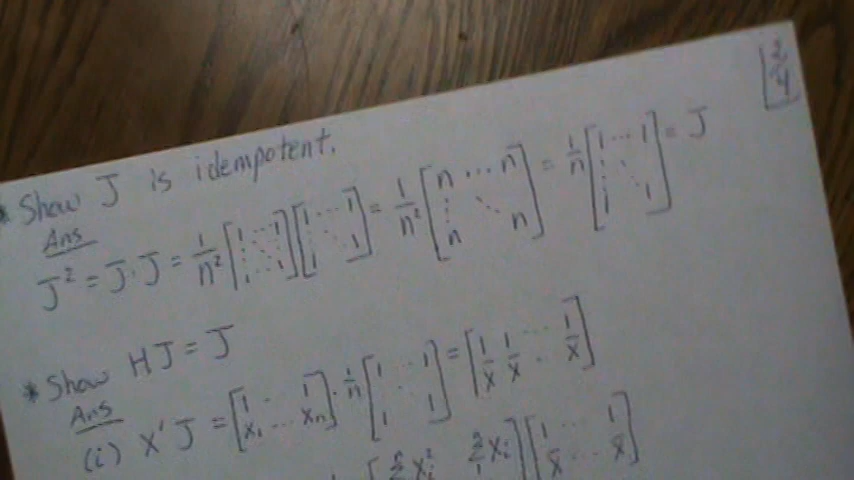 2/4
* Show J is idempotent.
Ans
J² = J·J = 1/n² [1 ⋯ 1 ⋮ ⋱ 1 ⋯ 1] [1 ⋯ 1 ⋮ ⋱ 1 1] = 1/n² [n ⋯ n ⋮ ⋱ n n] = 1/n [1 ⋯ 1 ⋮ ⋱ 1 1] = J
* Show HJ = J
Ans
(i) X'J = [1 ⋯ 1 x₁ ⋯ xₙ] · 1/n [1 ⋯ 1 ⋮ ⋱ 1 1] = [1 1 ⋯ 1 x̄ x̄ ⋯ x̄]